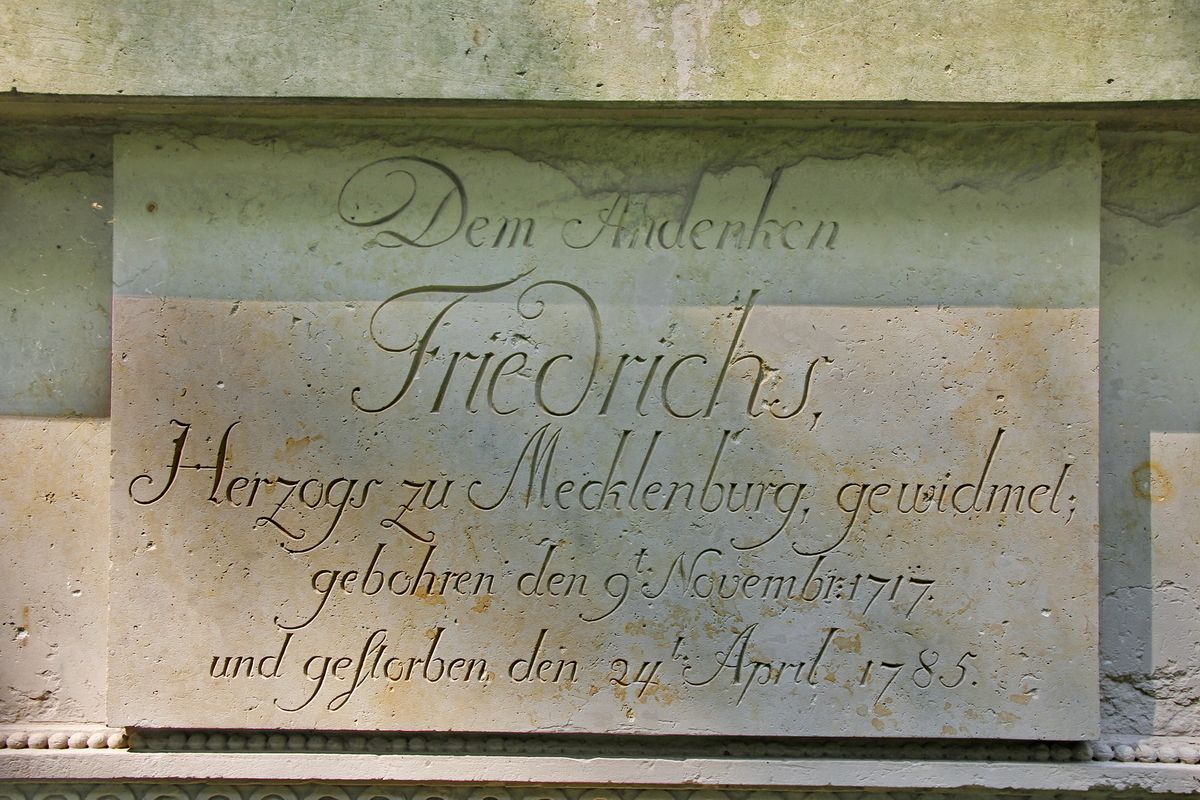 Dem Andenken
Friedrichs,
Herzogs zu Mecklenburg, gewidmet;
gebohren den 9t. Novembr: 1717.
und geſtorben, den 24t. April 1785.